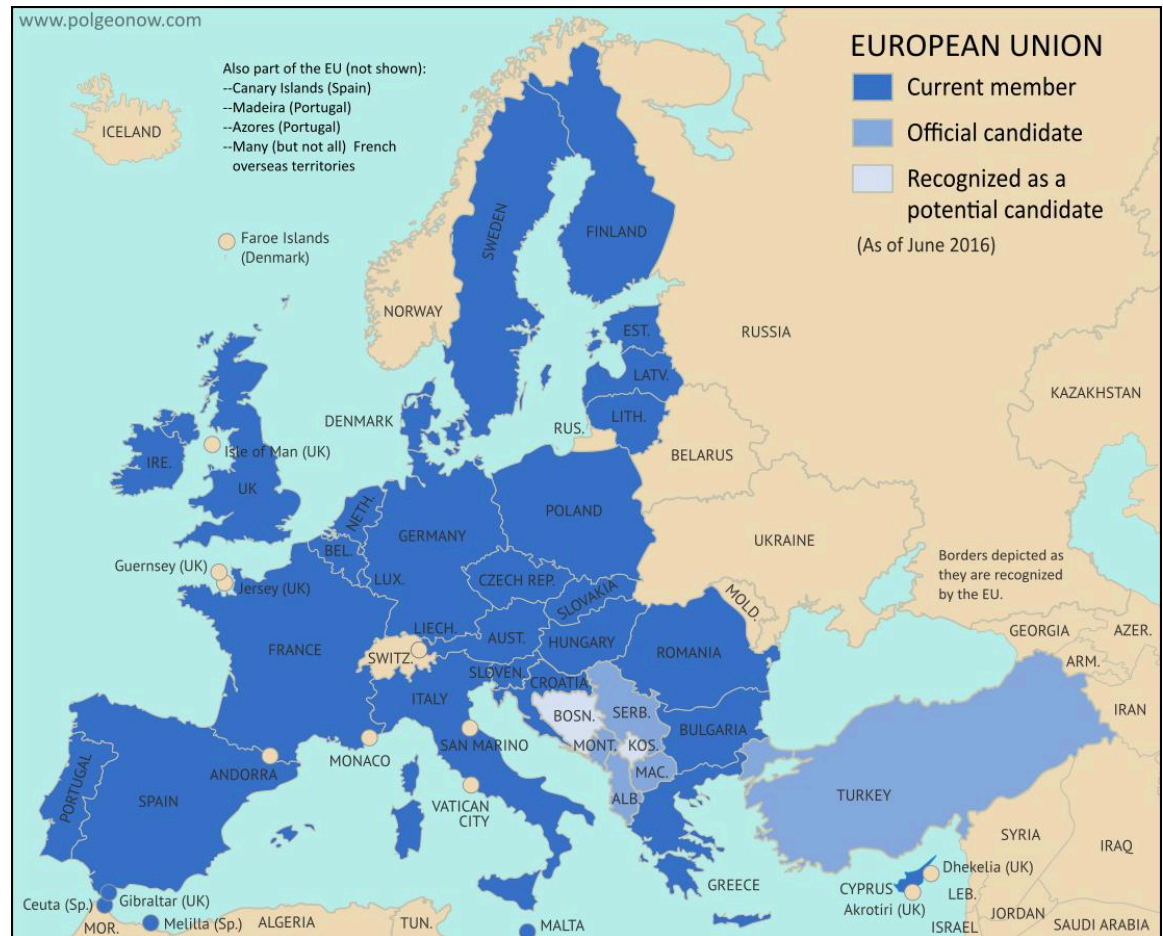 www.polgeonow.com
EUROPEAN UNION
Current member
Official candidate
Recognized as a
potential candidate
(As of June 2016)
Also part of the EU (not shown):
--Canary Islands (Spain)
--Madeira (Portugal)
--Azores (Portugal)
--Many (but not all) French
overseas territories
ICELAND
Faroe Islands
(Denmark)
SWEDEN
FINLAND
NORWAY
RUSSIA
EST.
LATV.
LITH.
KAZAKHSTAN
DENMARK
RUS.
BELARUS
IRE.
Isle of Man (UK)
UK
NETH.
POLAND
BEL.
GERMANY
UKRAINE
Guernsey (UK)
Jersey (UK)
LUX.
CZECH REP.
SLOVAKIA
MOLD.
Borders depicted as
they are recognized
by the EU.
LIECH.
AUST.
HUNGARY
GEORGIA
AZER.
FRANCE
SWITZ.
ROMANIA
ARM.
SLOVEN.
CROATIA
ITALY
BOSN.
SERB.
IRAN
BULGARIA
SAN MARINO
MONT.
KOS.
MONACO
ANDORRA
MAC.
PORTUGAL
SPAIN
VATICAN
CITY
ALB.
TURKEY
SYRIA
IRAQ
Dhekelia (UK)
GREECE
CYPRUS
Akrotiri (UK)
LEB.
Ceuta (Sp.)
Gibraltar (UK)
JORDAN
MOR.
Melilla (Sp.)
ALGERIA
TUN.
MALTA
ISRAEL
SAUDI ARABIA